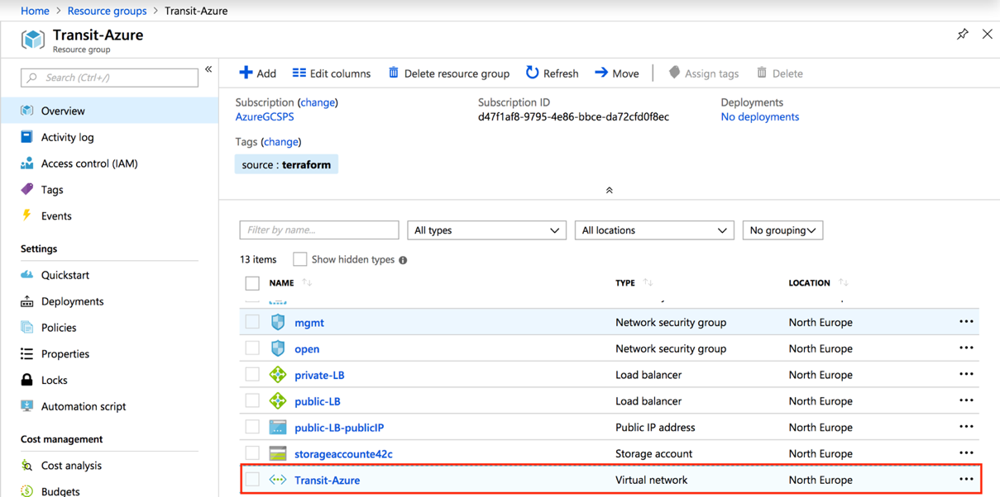 Home > Resource groups > Transit-Azure
Transit-Azure
Resource group
Search (Ctrl+/)
«
Overview
Activity log
Access control (IAM)
Tags
Events
Settings
Quickstart
Deployments
Policies
Properties
Locks
Automation script
Cost management
Cost analysis
Budgets
Add Edit columns Delete resource group Refresh Move Assign tags Delete
Subscription (change) Subscription ID Deployments
AzureGCSPS d47f1af8-9795-4e86-bbce-da72cfd0f8ec No deployments
Tags (change)
source : terraform
Filter by name... All types All locations No grouping
13 items Show hidden types
NAME TYPE LOCATION
mgmt Network security group North Europe
open Network security group North Europe
private-LB Load balancer North Europe
public-LB Load balancer North Europe
public-LB-publicIP Public IP address North Europe
storageaccounte42c Storage account North Europe
Transit-Azure Virtual network North Europe